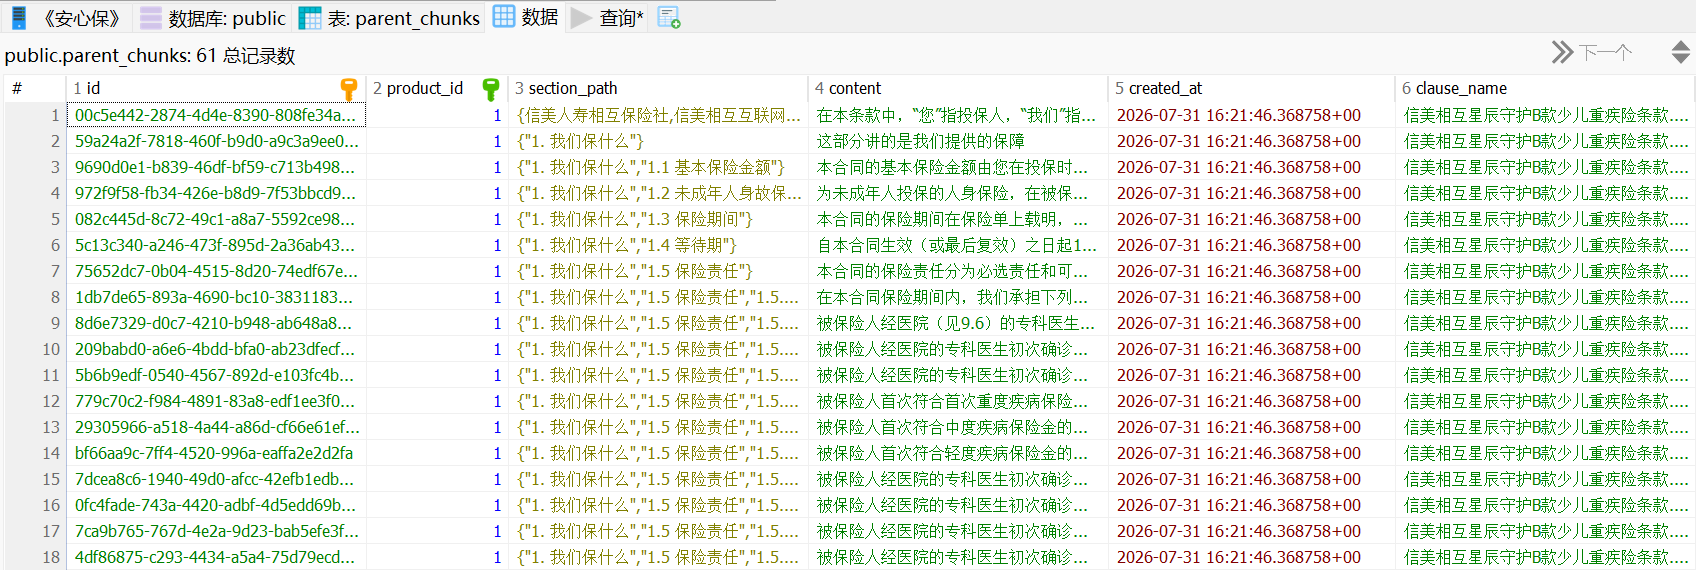 《安心保》 数据库: public 表: parent_chunks 数据 查询*
public.parent_chunks: 61 总记录数 下一个
# 1 id 2 product_id 3 section_path 4 content 5 created_at 6 clause_name
1 00c5e442-2874-4d4e-8390-808fe34a... 1 {信美人寿相互保险社,信美相互互联网... 在本条款中，“您”指投保人，“我们”指... 2026-07-31 16:21:46.368758+00 信美相互星辰守护B款少儿重疾险条款....
2 59a24a2f-7818-460f-b9d0-a9c3a9ee0... 1 {"1. 我们保什么"} 这部分讲的是我们提供的保障 2026-07-31 16:21:46.368758+00 信美相互星辰守护B款少儿重疾险条款....
3 9690d0e1-b839-46df-bf59-c713b498... 1 {"1. 我们保什么","1.1 基本保险金额"} 本合同的基本保险金额由您在投保时... 2026-07-31 16:21:46.368758+00 信美相互星辰守护B款少儿重疾险条款....
4 972f9f58-fb34-426e-b8d9-7f53bbcd9... 1 {"1. 我们保什么","1.2 未成年人身故保... 为未成年人投保的人身保险，在被保... 2026-07-31 16:21:46.368758+00 信美相互星辰守护B款少儿重疾险条款....
5 082c445d-8c72-49c1-a8a7-5592ce98... 1 {"1. 我们保什么","1.3 保险期间"} 本合同的保险期间在保险单上载明，... 2026-07-31 16:21:46.368758+00 信美相互星辰守护B款少儿重疾险条款....
6 5c13c340-a246-473f-895d-2a36ab43... 1 {"1. 我们保什么","1.4 等待期"} 自本合同生效（或最后复效）之日起1... 2026-07-31 16:21:46.368758+00 信美相互星辰守护B款少儿重疾险条款....
7 75652dc7-0b04-4515-8d20-74edf67e... 1 {"1. 我们保什么","1.5 保险责任"} 本合同的保险责任分为必选责任和可... 2026-07-31 16:21:46.368758+00 信美相互星辰守护B款少儿重疾险条款....
8 1db7de65-893a-4690-bc10-3831183... 1 {"1. 我们保什么","1.5 保险责任","1.5.... 在本合同保险期间内，我们承担下列... 2026-07-31 16:21:46.368758+00 信美相互星辰守护B款少儿重疾险条款....
9 8d6e7329-d0c7-4210-b948-ab648a8... 1 {"1. 我们保什么","1.5 保险责任","1.5.... 被保险人经医院（见9.6）的专科医生... 2026-07-31 16:21:46.368758+00 信美相互星辰守护B款少儿重疾险条款....
10 209babd0-a6e6-4bdd-bfa0-ab23dfecf... 1 {"1. 我们保什么","1.5 保险责任","1.5.... 被保险人经医院的专科医生初次确诊... 2026-07-31 16:21:46.368758+00 信美相互星辰守护B款少儿重疾险条款....
11 5b6b9edf-0540-4567-892d-e103fc4b... 1 {"1. 我们保什么","1.5 保险责任","1.5.... 被保险人经医院的专科医生初次确诊... 2026-07-31 16:21:46.368758+00 信美相互星辰守护B款少儿重疾险条款....
12 779c70c2-f984-4891-83a8-edf1ee3f0... 1 {"1. 我们保什么","1.5 保险责任","1.5.... 被保险人首次符合首次重度疾病保险... 2026-07-31 16:21:46.368758+00 信美相互星辰守护B款少儿重疾险条款....
13 29305966-a518-4a44-a86d-cf66e61ef... 1 {"1. 我们保什么","1.5 保险责任","1.5.... 被保险人首次符合中度疾病保险金的... 2026-07-31 16:21:46.368758+00 信美相互星辰守护B款少儿重疾险条款....
14 bf66aa9c-7ff4-4520-996a-eaffa2e2d2fa 1 {"1. 我们保什么","1.5 保险责任","1.5.... 被保险人首次符合轻度疾病保险金的... 2026-07-31 16:21:46.368758+00 信美相互星辰守护B款少儿重疾险条款....
15 7dcea8c6-1940-49d0-afcc-42efb1edb... 1 {"1. 我们保什么","1.5 保险责任","1.5.... 被保险人经医院的专科医生初次确诊... 2026-07-31 16:21:46.368758+00 信美相互星辰守护B款少儿重疾险条款....
16 0fc4fade-743a-4420-adbf-4d5edd69b... 1 {"1. 我们保什么","1.5 保险责任","1.5.... 被保险人经医院的专科医生初次确诊... 2026-07-31 16:21:46.368758+00 信美相互星辰守护B款少儿重疾险条款....
17 7ca9b765-767d-4e2a-9d23-bab5efe3f... 1 {"1. 我们保什么","1.5 保险责任","1.5.... 被保险人经医院的专科医生初次确诊... 2026-07-31 16:21:46.368758+00 信美相互星辰守护B款少儿重疾险条款....
18 4df86875-c293-4434-a5a4-75d79ecd... 1 {"1. 我们保什么","1.5 保险责任","1.5.... 被保险人经医院的专科医生初次确诊... 2026-07-31 16:21:46.368758+00 信美相互星辰守护B款少儿重疾险条款....